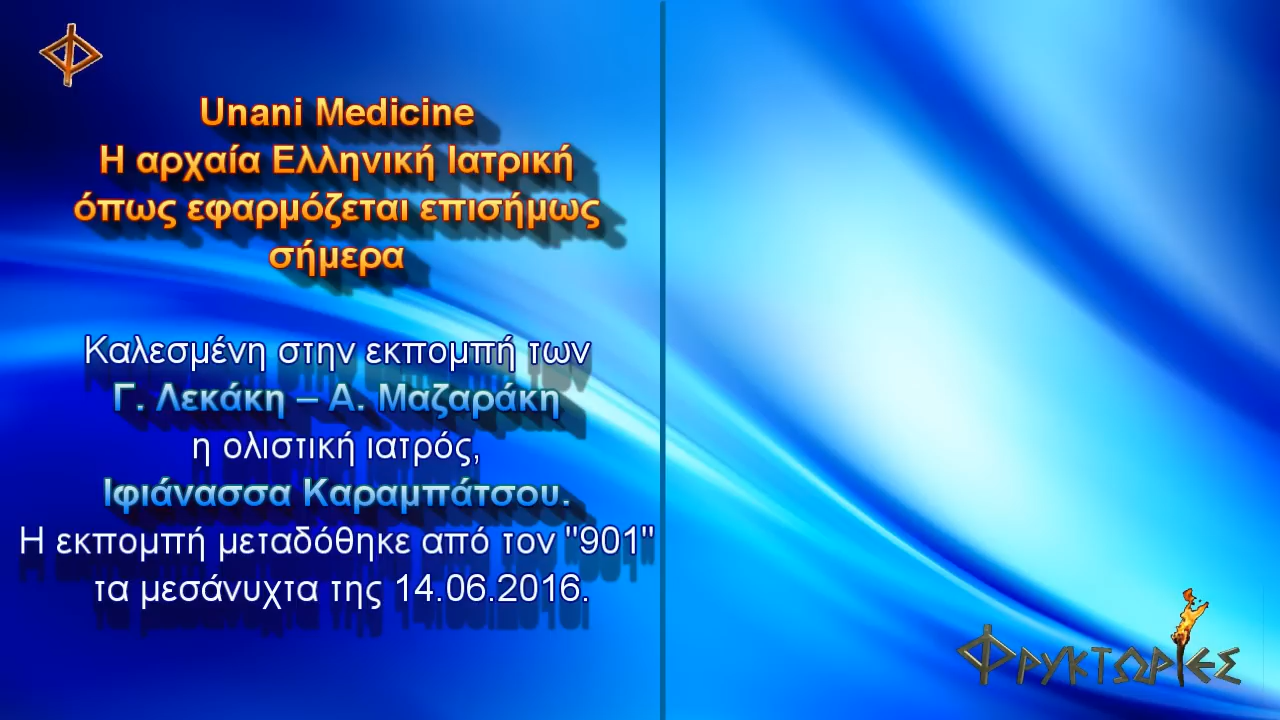 Φ
Unani Medicine
Η αρχαία Ελληνική Ιατρική
όπως εφαρμόζεται επισήμως
σήμερα
Καλεσμένη στην εκπομπή των
Γ. Λεκάκη – Α. Μαζαράκη
η ολιστική ιατρός,
Ιφιάνασσα Καραμπάτσου.
Η εκπομπή μεταδόθηκε από τον "901"
τα μεσάνυχτα της 14.06.2016.
ΦΡΥΚΤΩΡΙΕΣ